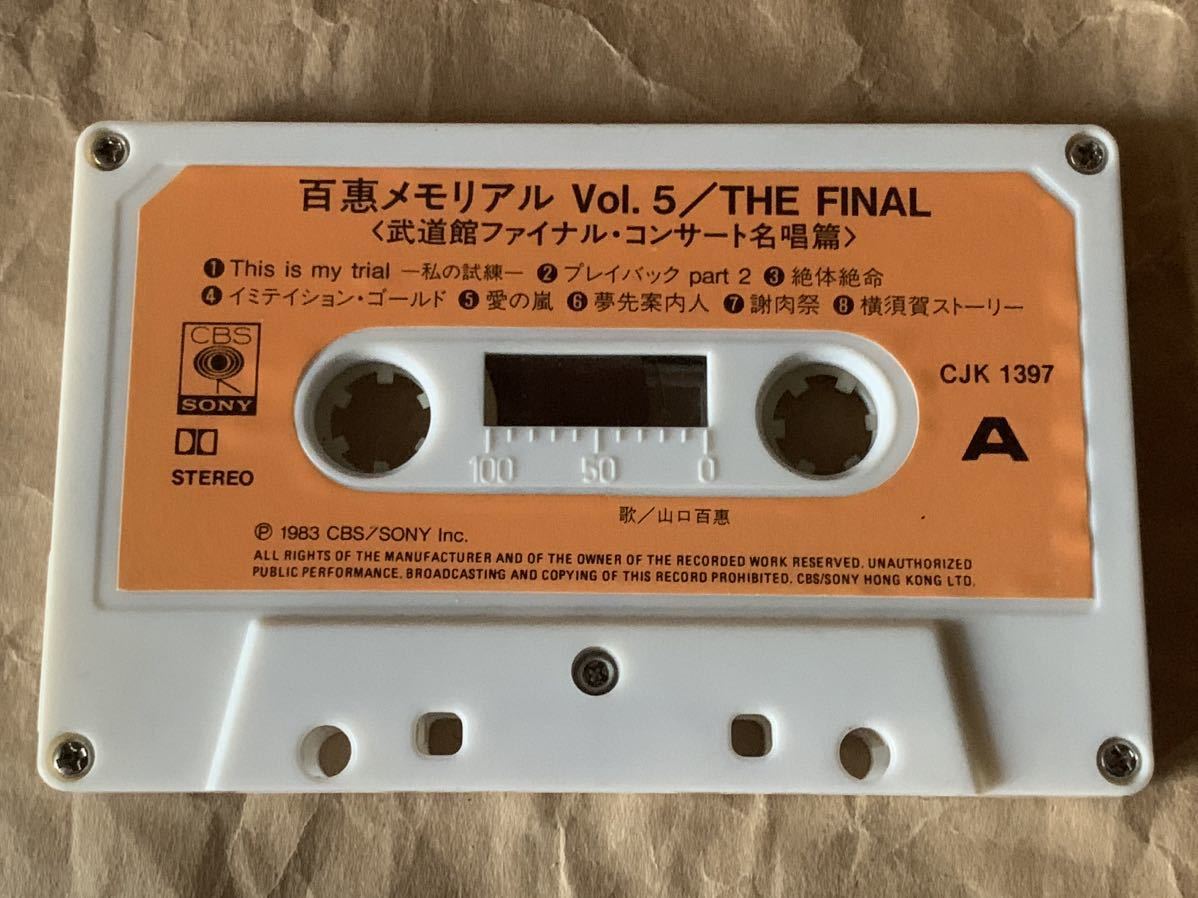 百惠メモリアル Vol. 5／THE FINAL
〈武道館ファイナル・コンサート名唱篇〉
❶ This is my trial ―私の試練― ❷ プレイバック part 2 ❸ 絶体絶命
❹ イミテイション・ゴールド ❺ 愛の嵐 ❻ 夢先案内人 ❼ 謝肉祭 ❽ 横須賀ストーリー
CBS
SONY
CJK 1397
A
STEREO
100 50 0
歌／山口百惠
Ⓟ 1983 CBS/SONY Inc.
ALL RIGHTS OF THE MANUFACTURER AND OF THE OWNER OF THE RECORDED WORK RESERVED. UNAUTHORIZED
PUBLIC PERFORMANCE. BROADCASTING AND COPYING OF THIS RECORD PROHIBITED. CBS/SONY HONG KONG LTD.